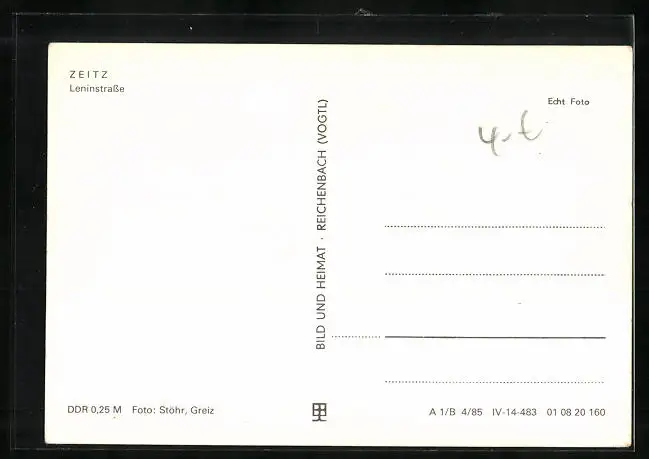 ZEITZ
Leninstraße
Echt Foto
BILD UND HEIMAT · REICHENBACH (VOGTL)
DDR 0,25 M Foto: Stöhr, Greiz
A 1/B 4/85 IV-14-483 01 08 20 160